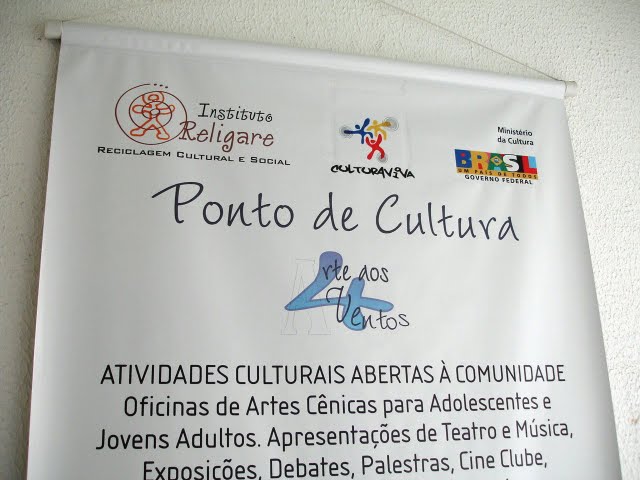 Instituto
Religare
RECICLAGEM CULTURAL E SOCIAL
CULTURAVIVA
Ministério
da Cultura
BRASIL
UM PAÍS DE TODOS
GOVERNO FEDERAL
Ponto de Cultura
Arte aos
4 Ventos
ATIVIDADES CULTURAIS ABERTAS À COMUNIDADE
Oficinas de Artes Cênicas para Adolescentes e
Jovens Adultos. Apresentações de Teatro e Música,
Exposições, Debates, Palestras, Cine Clube,